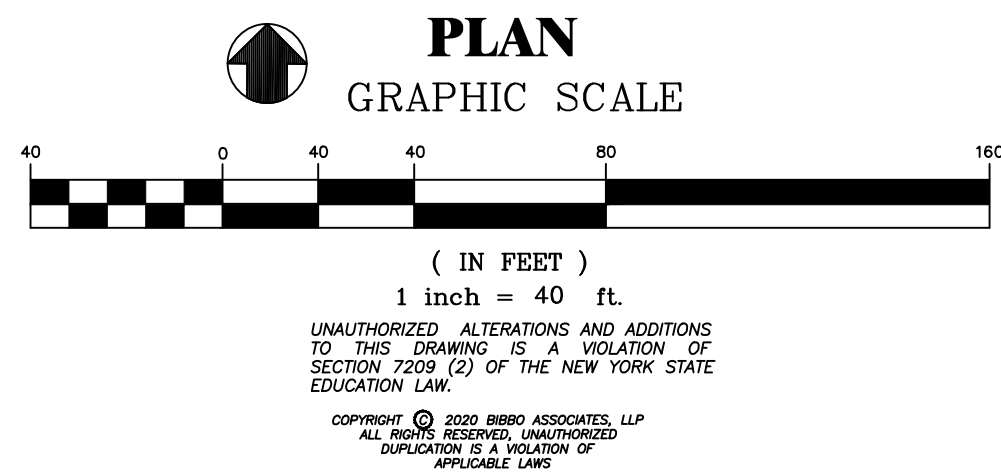 PLAN
GRAPHIC SCALE
40 0 40 40 80 160
( IN FEET )
1 inch = 40 ft.
UNAUTHORIZED ALTERATIONS AND ADDITIONS
TO THIS DRAWING IS A VIOLATION OF
SECTION 7209 (2) OF THE NEW YORK STATE
EDUCATION LAW.
COPYRIGHT © 2020 BIBBO ASSOCIATES, LLP
ALL RIGHTS RESERVED, UNAUTHORIZED
DUPLICATION IS A VIOLATION OF
APPLICABLE LAWS